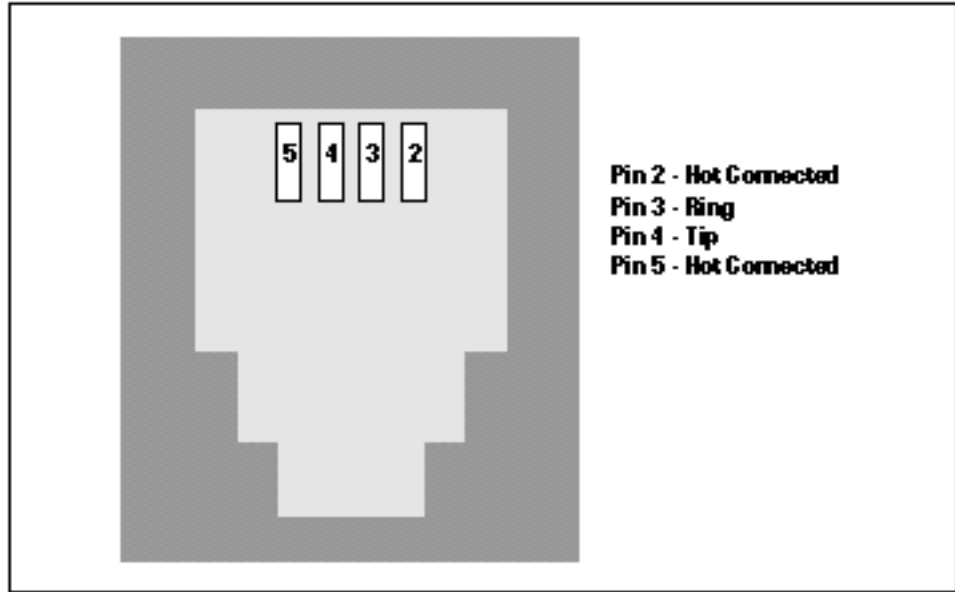 5 4 3 2
Pin 2 - Hot Connected
Pin 3 - Ring
Pin 4 - Tip
Pin 5 - Hot Connected